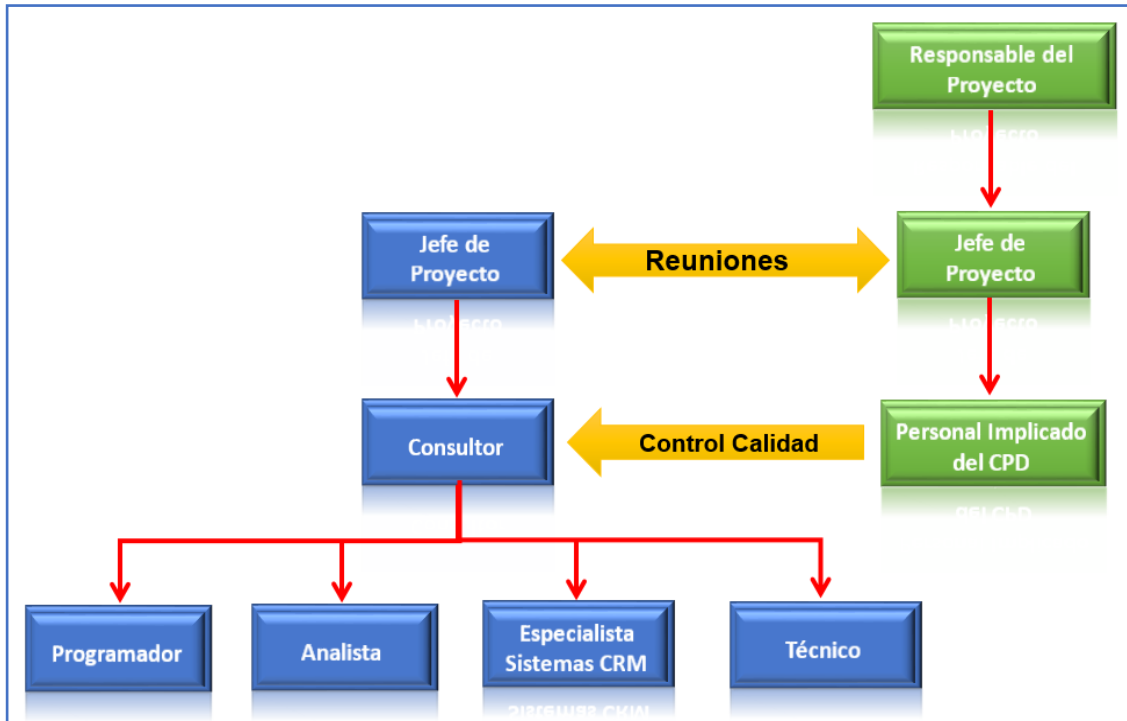 Responsable del
Proyecto
Jefe de
Proyecto
Reuniones
Jefe de
Proyecto
Consultor
Control Calidad
Personal Implicado
del CPD
Programador
Analista
Especialista
Sistemas CRM
Técnico